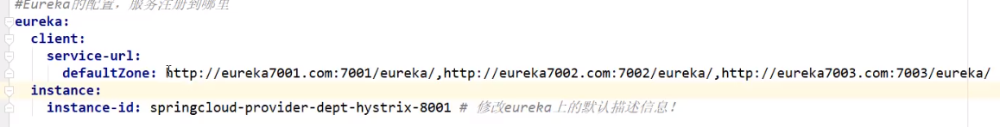 #Eureka的配置，服务注册到哪里
eureka:
client:
service-url:
defaultZone: http://eureka7001.com:7001/eureka/,http://eureka7002.com:7002/eureka/,http://eureka7003.com:7003/eureka/
instance:
instance-id: springcloud-provider-dept-hystrix-8001 # 修改eureka上的默认描述信息！